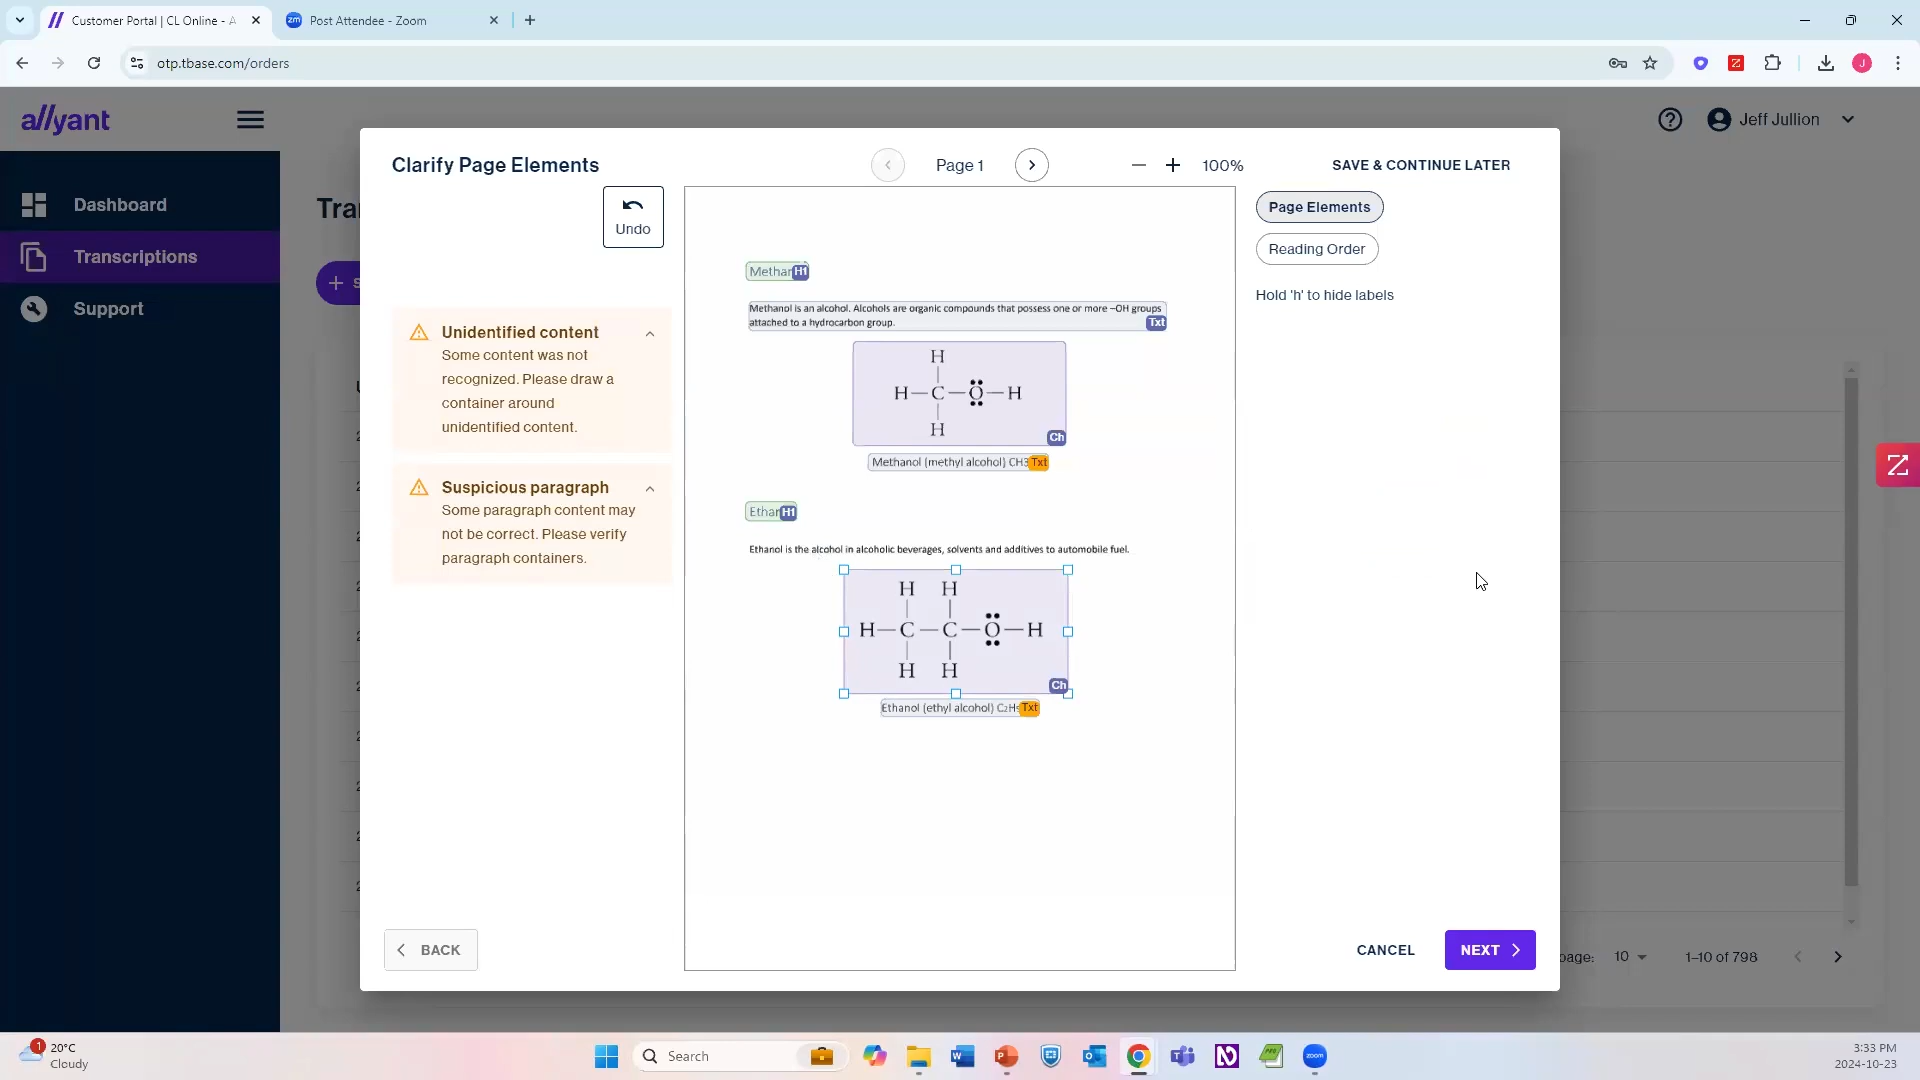 Customer Portal | CL Online - A
Post Attendee - Zoom
otp.tbase.com/orders
J
allyant
Jeff Jullion
Dashboard
Transcriptions
Support
Clarify Page Elements
Page 1
100%
SAVE & CONTINUE LATER
Undo
Page Elements
Reading Order
Hold 'h' to hide labels
Unidentified content
Some content was not
recognized. Please draw a
container around
unidentified content.
Suspicious paragraph
Some paragraph content may
not be correct. Please verify
paragraph containers.
H1
Methanol is an alcohol. Alcohols are organic compounds that possess one or more –OH groups
attached to a hydrocarbon group.
Txt
H
H—C—O—H
H
Ch
Methanol (methyl alcohol) CH3 Txt
H1
Ethanol is the alcohol in alcoholic beverages, solvents and additives to automobile fuel.
H H
H—C—C—O—H
H H
Ch
Ethanol (ethyl alcohol) C₂H₅ Txt
BACK
CANCEL
NEXT
page: 10
1–10 of 798
1
20°C
Cloudy
Search
zoom
3:33 PM
2024-10-23